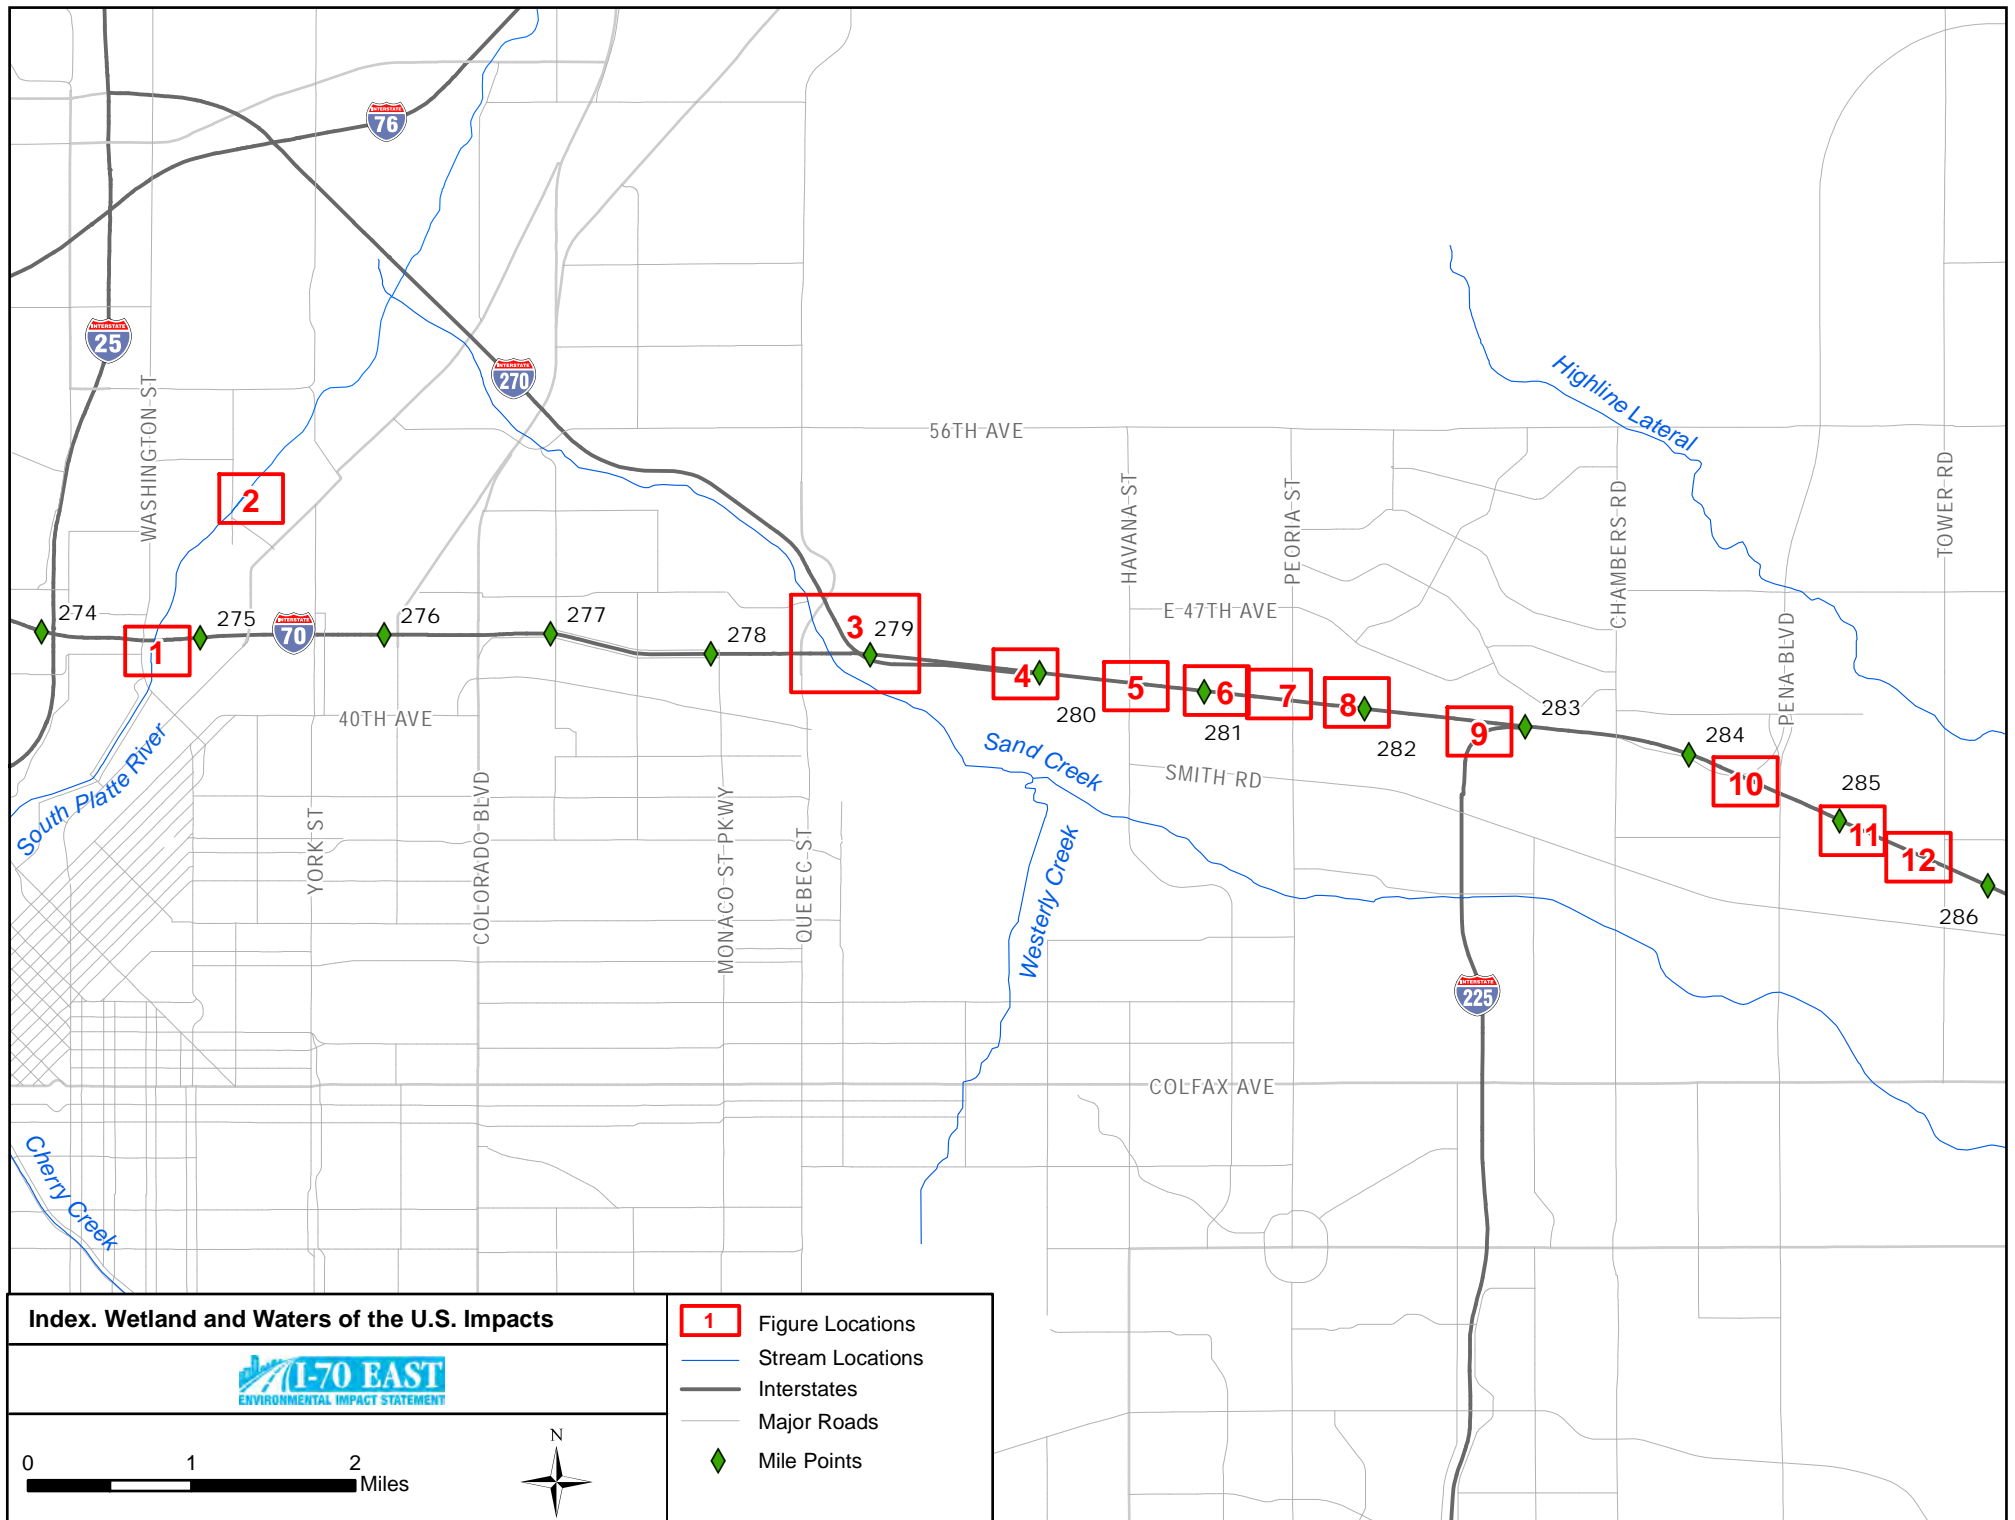 INTERSTATE
76
INTERSTATE
25
INTERSTATE
270
Highline Lateral
WASHINGTON ST
56TH AVE
HAVANA ST
PEORIA ST
CHAMBERS RD
TOWER RD
2
274
275
INTERSTATE
70
276
277
278
3
279
E 47TH AVE
PENA BLVD
1
4
280
5
6
281
7
8
282
9
283
284
10
285
11
12
286
40TH AVE
Sand Creek
SMITH RD
South Platte River
YORK ST
COLORADO BLVD
MONACO ST PKWY
QUEBEC ST
Westerly Creek
INTERSTATE
225
COLFAX AVE
Cherry Creek
Index. Wetland and Waters of the U.S. Impacts
I-70 EAST
ENVIRONMENTAL IMPACT STATEMENT
0 1 2
Miles
N
1 Figure Locations
Stream Locations
Interstates
Major Roads
Mile Points